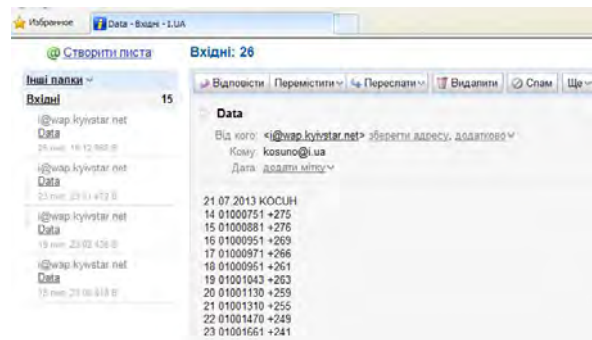 Избранное
Data - Вхідні - I.UA
@ Створити листа
Вхідні: 26
Інші папки
Вхідні 15
i@wap.kyivstar.net
Data
i@wap.kyivstar.net
Data
i@wap.kyivstar.net
Data
i@wap.kyivstar.net
Data
Відповісти Перемістити Переслати Видалити Спам Ще
Data
Від кого: <i@wap.kyivstar.net> зберегти адресу, додатково
Кому: kosuno@i.ua
Дата: додати мітку
21.07.2013 КОСUН
14 01000751 +275
15 01000881 +276
16 01000951 +269
17 01000971 +266
18 01000951 +261
19 01001043 +263
20 01001130 +259
21 01001310 +255
22 01001470 +249
23 01001661 +241